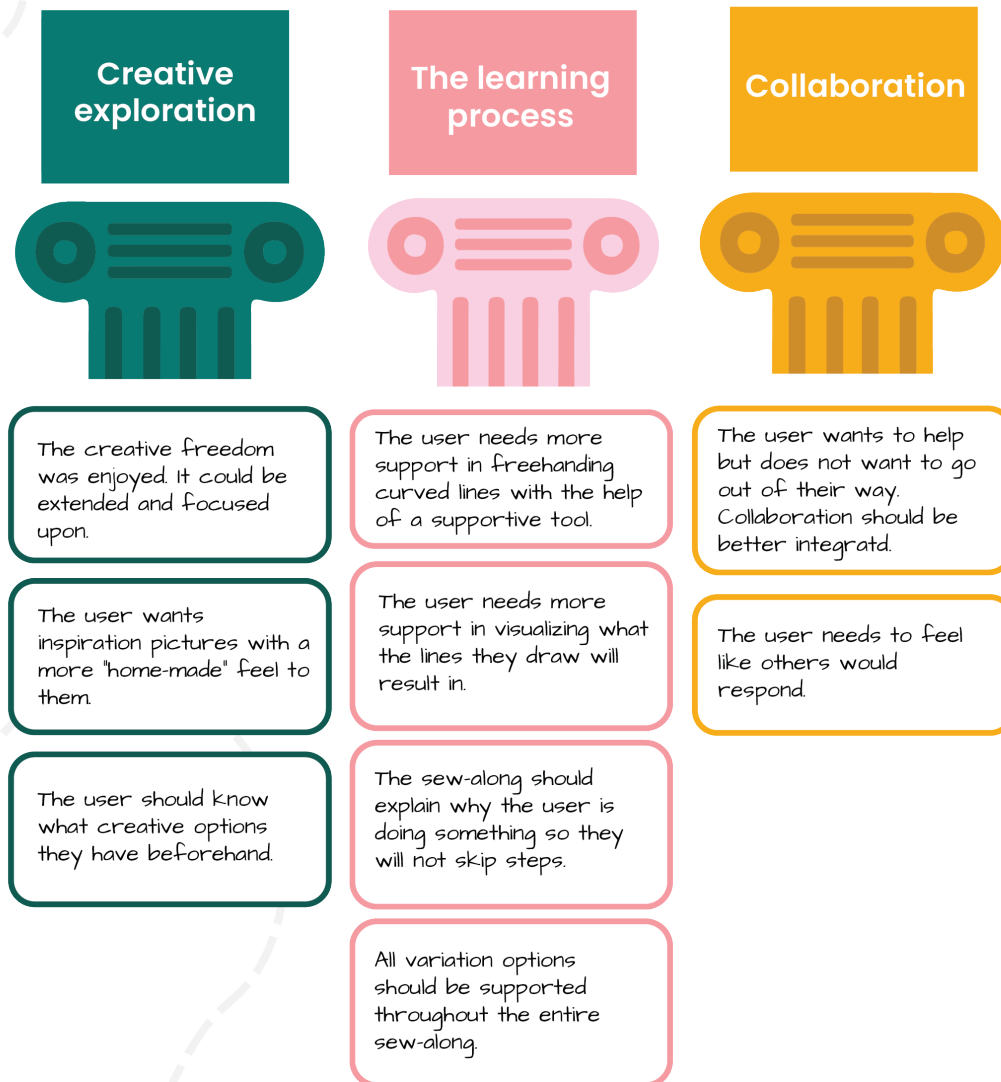 Creative
exploration
The creative freedom
was enjoyed. It could be
extended and focused
upon.
The user wants
inspiration pictures with a
more "home-made" feel to
them.
The user should know
what creative options
they have beforehand.
The learning
process
The user needs more
support in freehanding
curved lines with the help
of a supportive tool.
The user needs more
support in visualizing what
the lines they draw will
result in.
The sew-along should
explain why the user is
doing something so they
will not skip steps.
All variation options
should be supported
throughout the entire
sew-along.
Collaboration
The user wants to help
but does not want to go
out of their way.
Collaboration should be
better integratd.
The user needs to feel
like others would
respond.